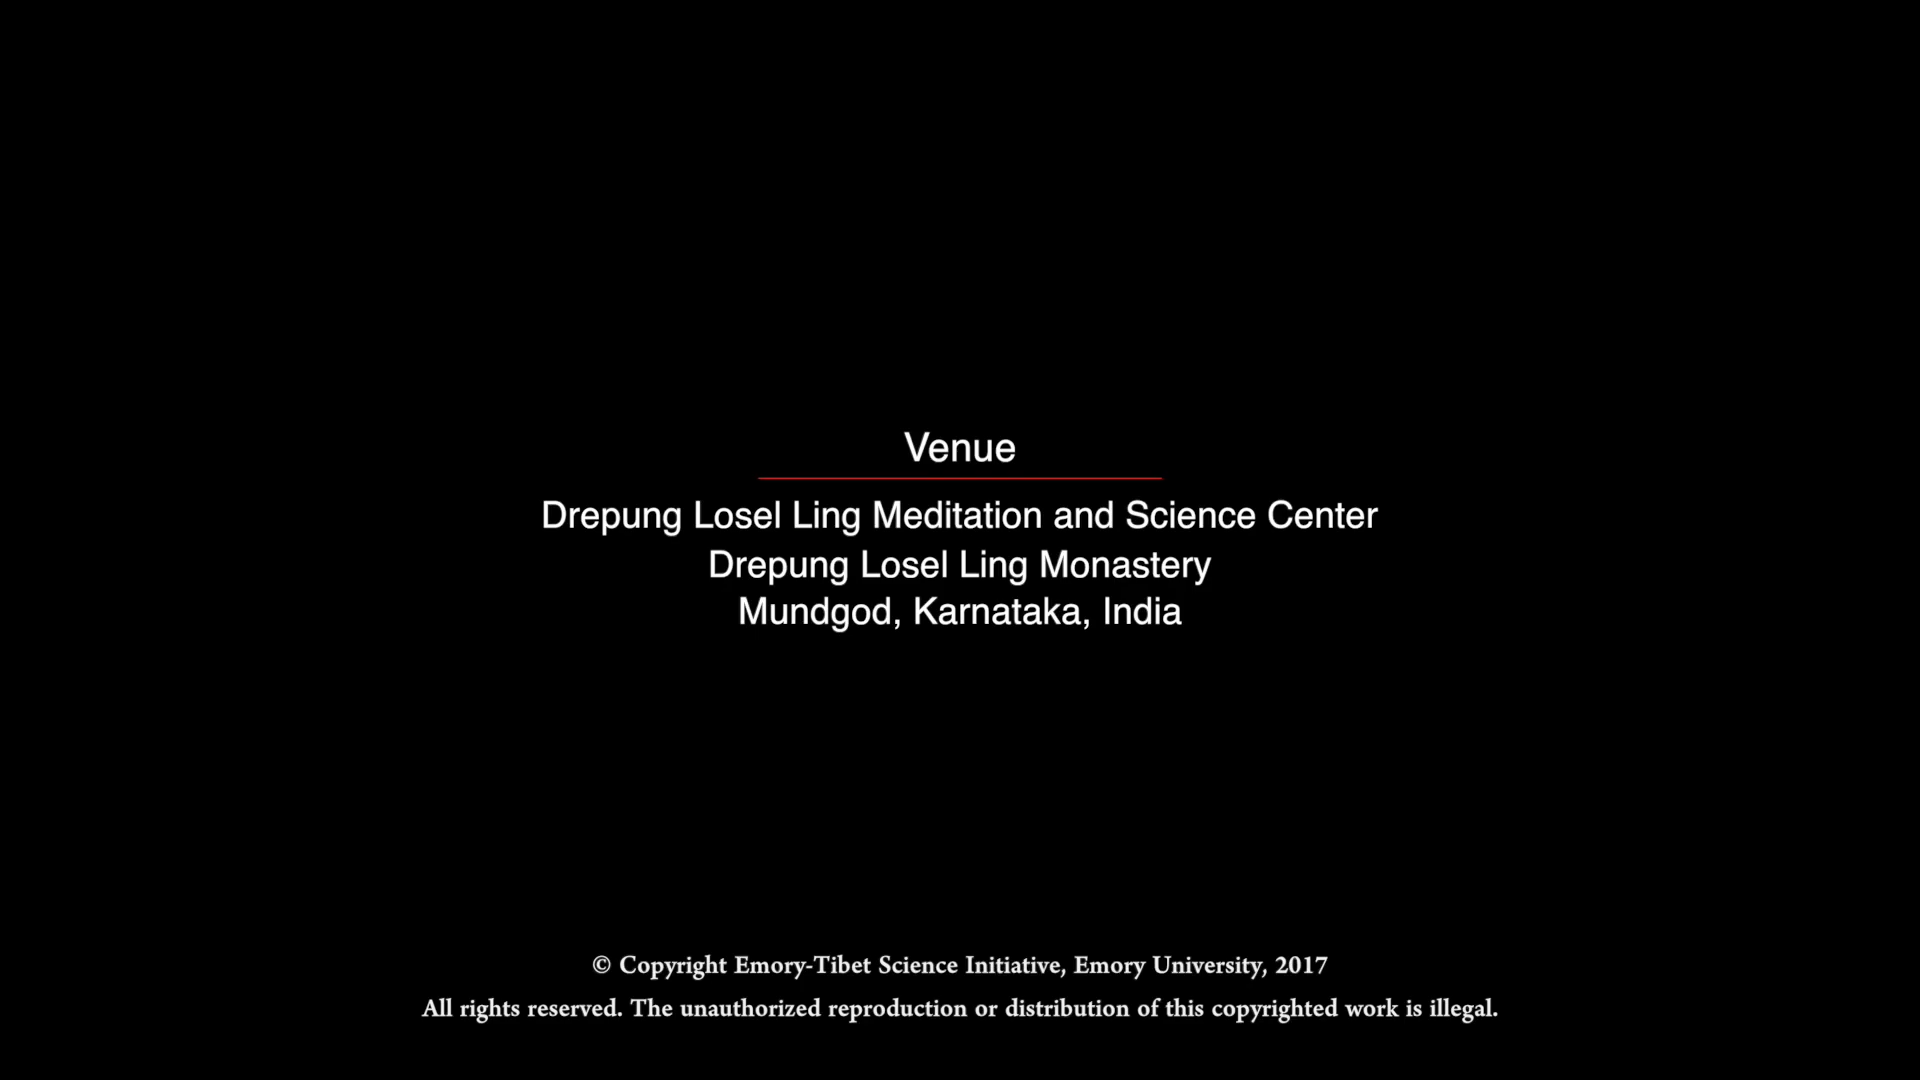 Venue
Drepung Losel Ling Meditation and Science Center
Drepung Losel Ling Monastery
Mundgod, Karnataka, India
© Copyright Emory-Tibet Science Initiative, Emory University, 2017
All rights reserved. The unauthorized reproduction or distribution of this copyrighted work is illegal.